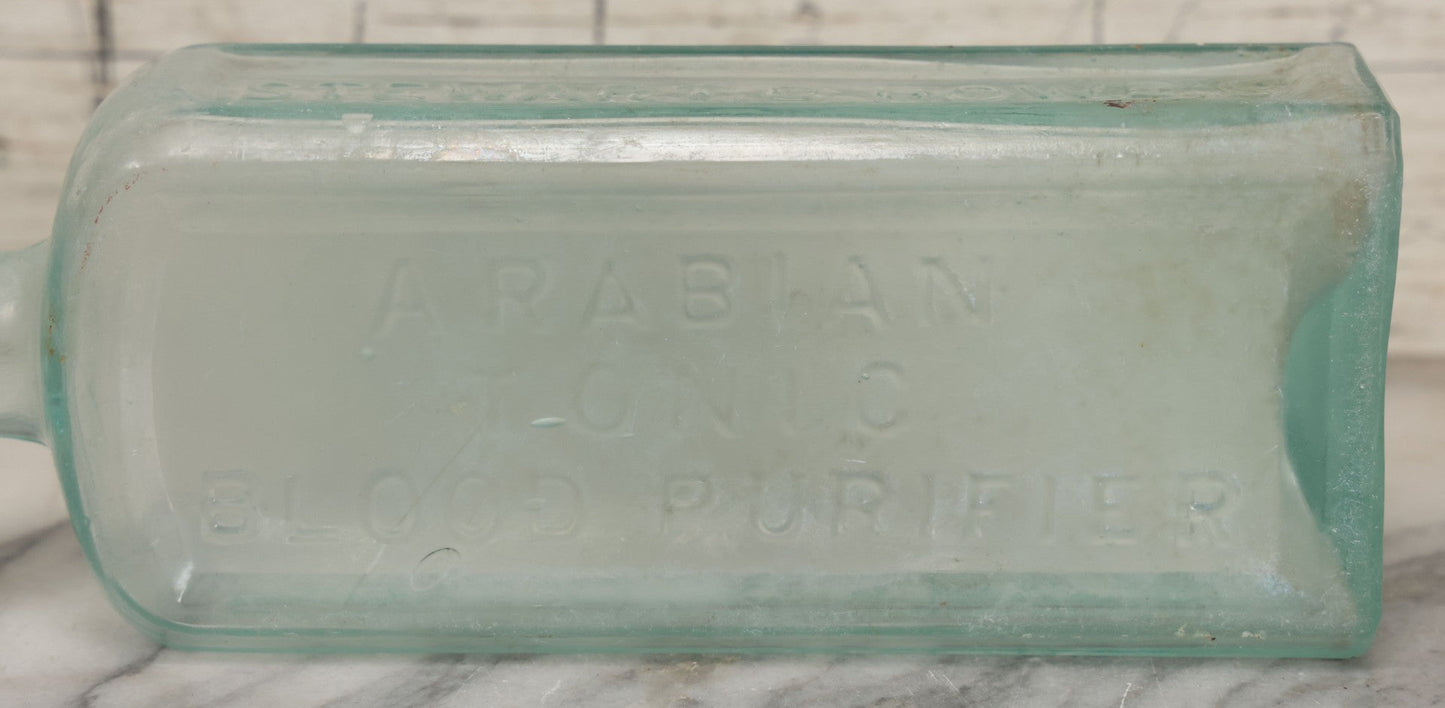 ARABIAN
TONIC
BLOOD PURIFIER